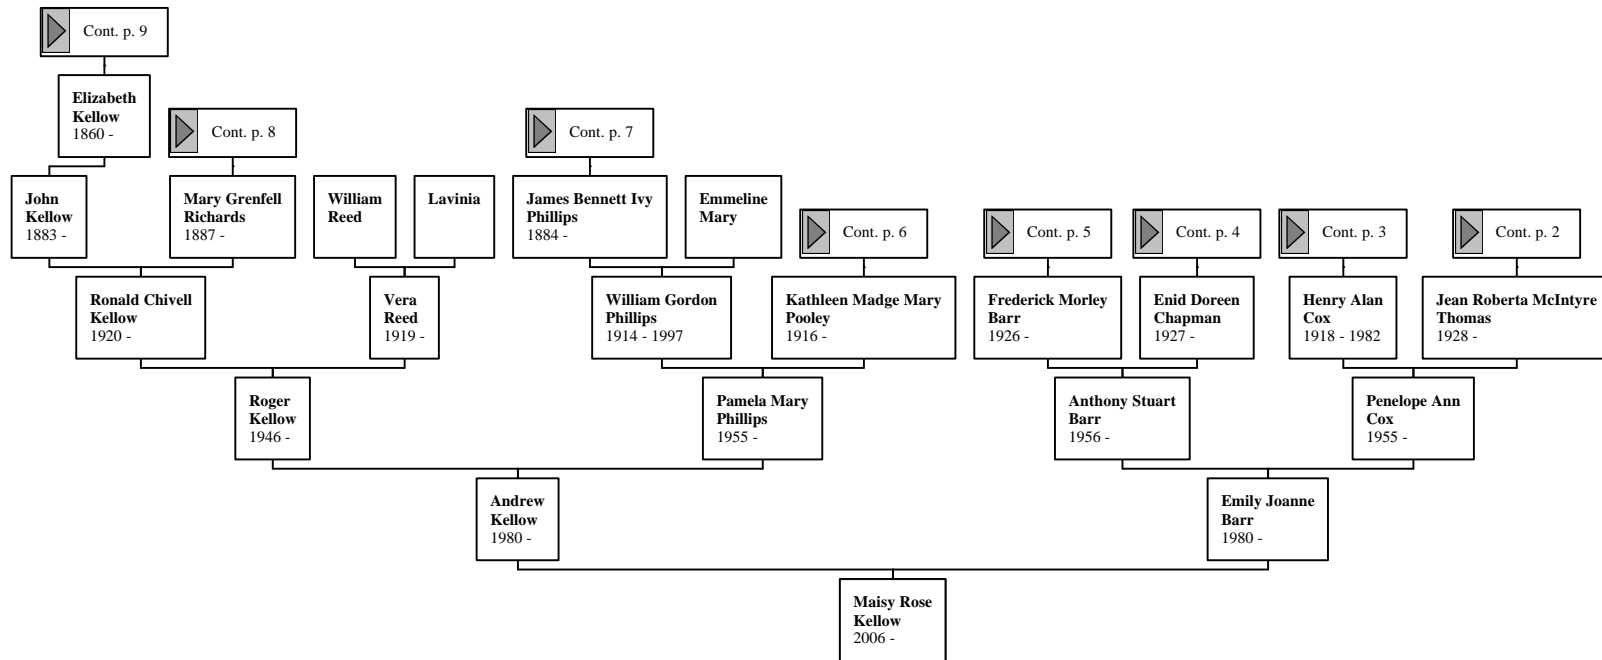 Cont. p. 9
Elizabeth
Kellow
1860 -
Cont. p. 8
Cont. p. 7
John
Kellow
1883 -
Mary Grenfell
Richards
1887 -
William
Reed
Lavinia
James Bennett Ivy
Phillips
1884 -
Emmeline
Mary
Cont. p. 6
Cont. p. 5
Cont. p. 4
Cont. p. 3
Cont. p. 2
Ronald Chivell
Kellow
1920 -
Vera
Reed
1919 -
William Gordon
Phillips
1914 - 1997
Kathleen Madge Mary
Pooley
1916 -
Frederick Morley
Barr
1926 -
Enid Doreen
Chapman
1927 -
Henry Alan
Cox
1918 - 1982
Jean Roberta McIntyre
Thomas
1928 -
Roger
Kellow
1946 -
Pamela Mary
Phillips
1955 -
Anthony Stuart
Barr
1956 -
Penelope Ann
Cox
1955 -
Andrew
Kellow
1980 -
Emily Joanne
Barr
1980 -
Maisy Rose
Kellow
2006 -